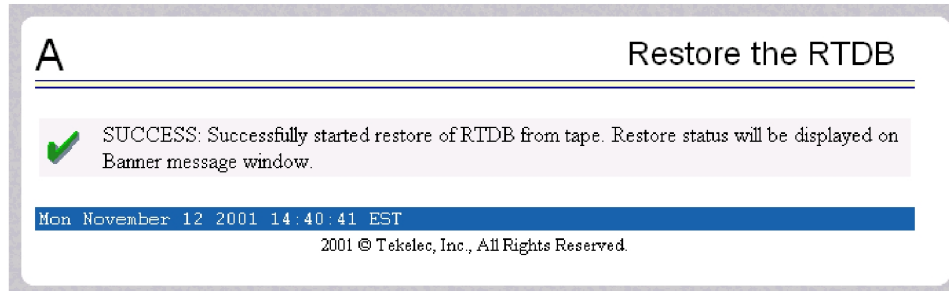 A
Restore the RTDB
SUCCESS: Successfully started restore of RTDB from tape. Restore status will be displayed on
Banner message window.
Mon November 12 2001 14:40:41 EST
2001 © Tekelec, Inc., All Rights Reserved.